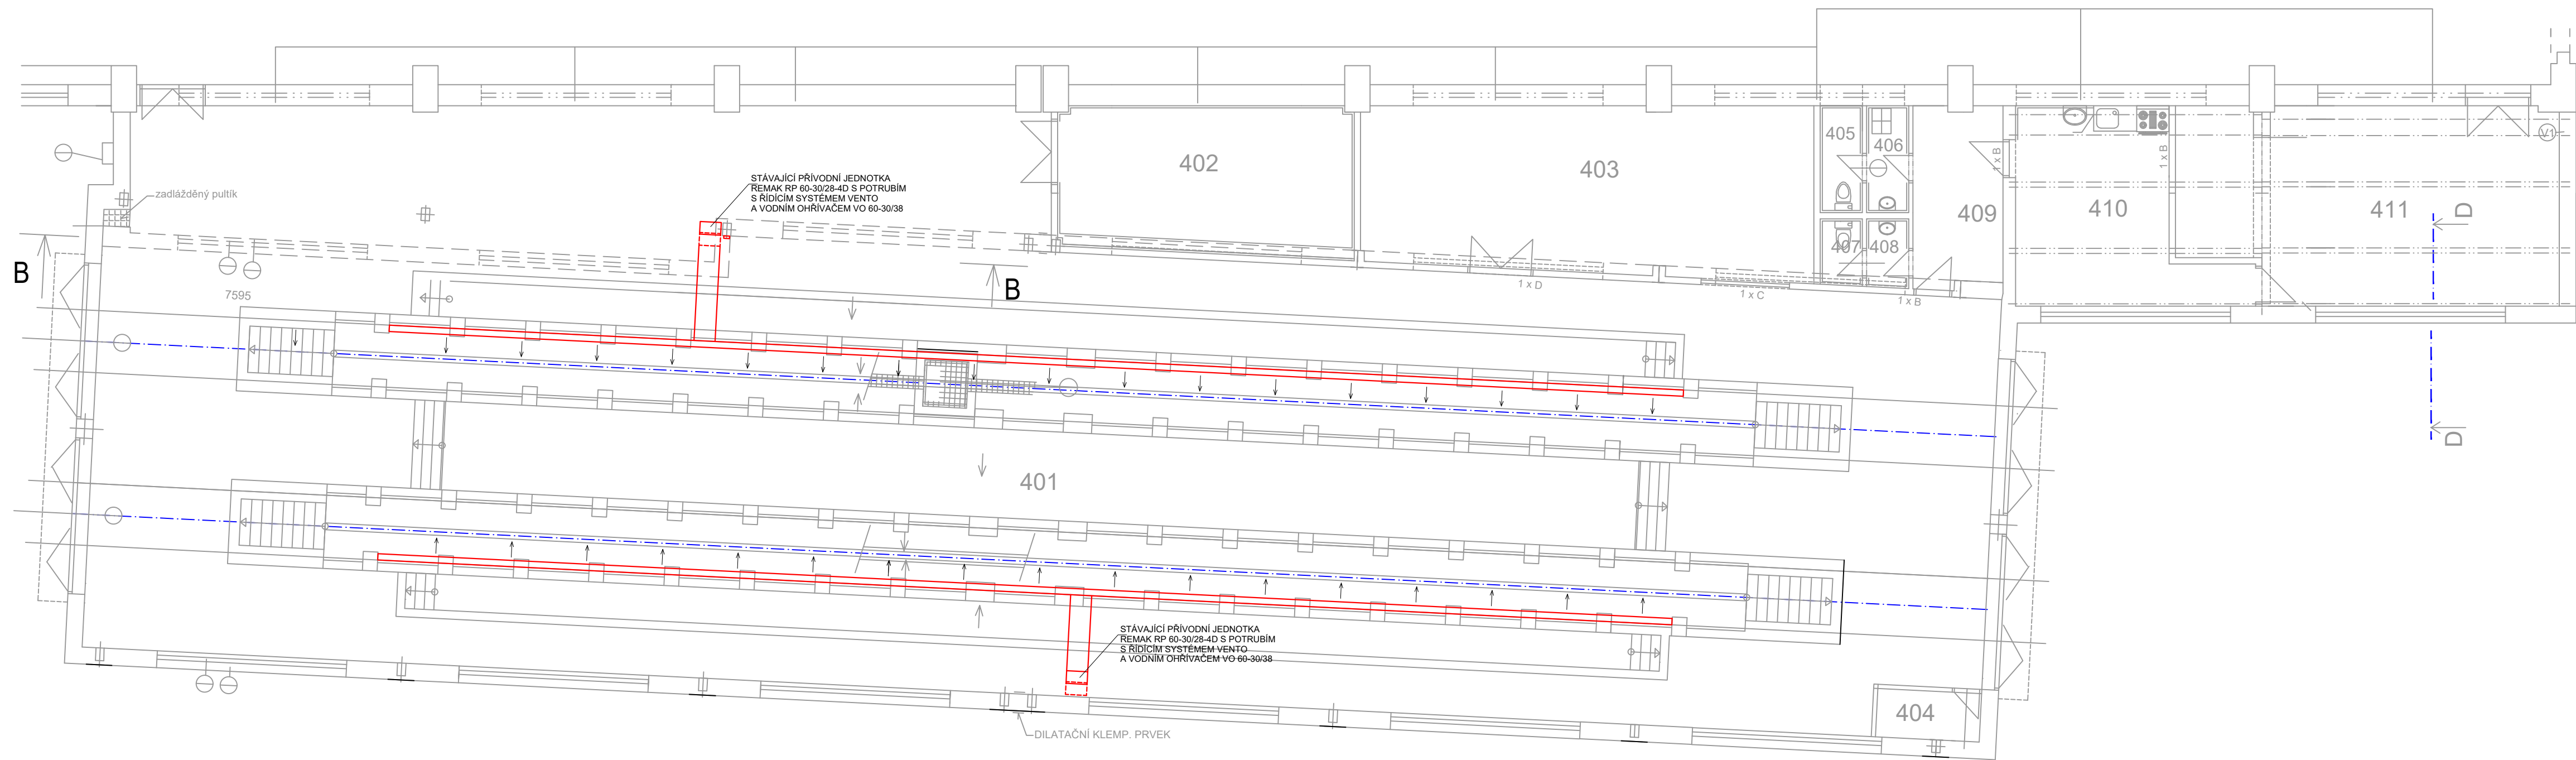 402
403
405
406
409
410
411
407
408
1 x B
1 x B
V1
D
D
zadlážděný pultík
STÁVAJÍCÍ PŘÍVODNÍ JEDNOTKA
REMAK RP 60-30/28-4D S POTRUBÍM
S ŘÍDÍCÍM SYSTÉMEM VENTO
A VODNÍM OHŘÍVAČEM VO 60-30/38
B
B
7595
1 x D
1 x C
1 x B
401
STÁVAJÍCÍ PŘÍVODNÍ JEDNOTKA
REMAK RP 60-30/28-4D S POTRUBÍM
S ŘÍDÍCÍM SYSTÉMEM VENTO
A VODNÍM OHŘÍVAČEM VO 60-30/38
404
DILATAČNÍ KLEMP. PRVEK